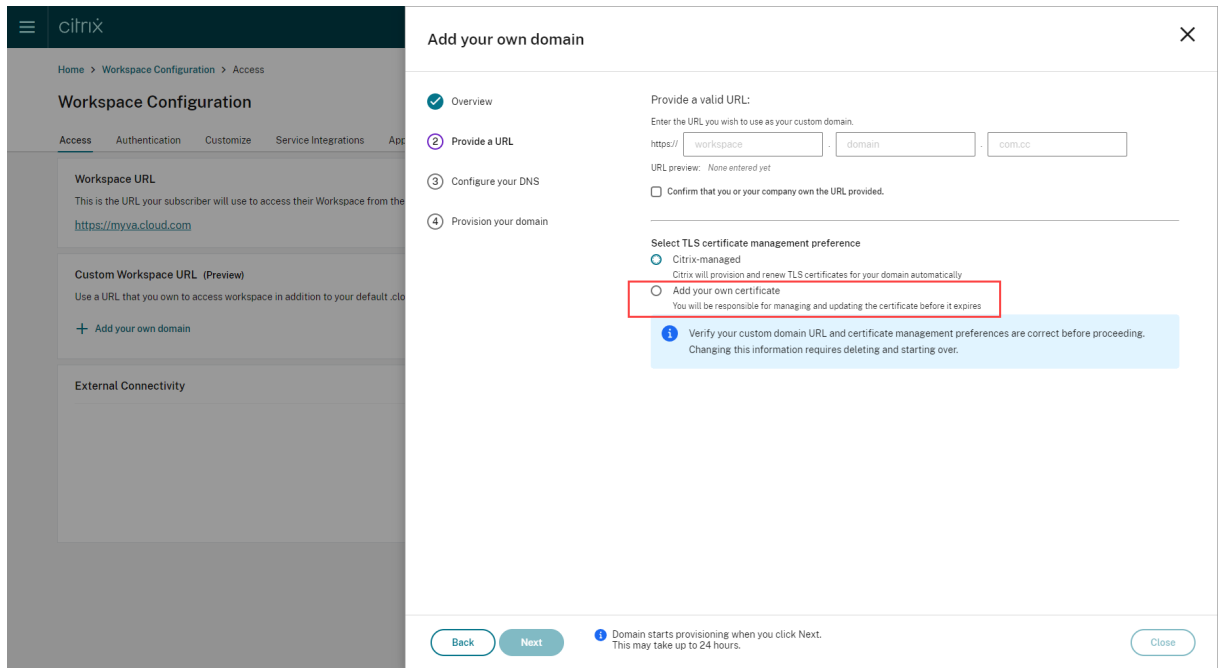 citrix
Home > Workspace Configuration > Access
Workspace Configuration
Access Authentication Customize Service Integrations App
Workspace URL
This is the URL your subscriber will use to access their Workspace from the
https://myva.cloud.com
Custom Workspace URL (Preview)
Use a URL that you own to access workspace in addition to your default .clo
+ Add your own domain
External Connectivity
Add your own domain
Overview
2 Provide a URL
3 Configure your DNS
4 Provision your domain
Provide a valid URL:
Enter the URL you wish to use as your custom domain.
https:// workspace . domain . com.cc
URL preview: None entered yet
Confirm that you or your company own the URL provided.
Select TLS certificate management preference
Citrix-managed
Citrix will provision and renew TLS certificates for your domain automatically
Add your own certificate
You will be responsible for managing and updating the certificate before it expires
Verify your custom domain URL and certificate management preferences are correct before proceeding.
Changing this information requires deleting and starting over.
Back Next
Domain starts provisioning when you click Next.
This may take up to 24 hours.
Close